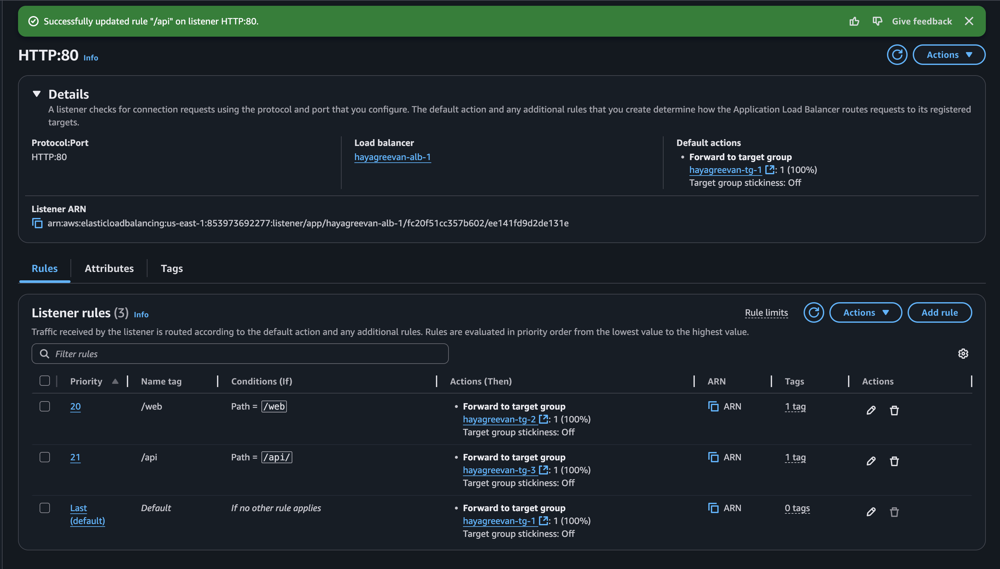 Successfully updated rule "/api" on listener HTTP:80.
Give feedback
HTTP:80 Info
Actions
Details
A listener checks for connection requests using the protocol and port that you configure. The default action and any additional rules that you create determine how the Application Load Balancer routes requests to its registered
targets.
Protocol:Port
HTTP:80
Load balancer
hayagreevan-alb-1
Default actions
• Forward to target group
hayagreevan-tg-1 : 1 (100%)
Target group stickiness: Off
Listener ARN
arn:aws:elasticloadbalancing:us-east-1:853973692277:listener/app/hayagreevan-alb-1/fc20f51cc357b602/ee141fd9d2de131e
Rules
Attributes
Tags
Listener rules (3) Info
Rule limits
Actions
Add rule
Traffic received by the listener is routed according to the default action and any additional rules. Rules are evaluated in priority order from the lowest value to the highest value.
Filter rules
Priority Name tag Conditions (If) Actions (Then) ARN Tags Actions
20 /web Path = /web • Forward to target group ARN 1 tag
hayagreevan-tg-2 : 1 (100%)
Target group stickiness: Off
21 /api Path = /api/ • Forward to target group ARN 1 tag
hayagreevan-tg-3 : 1 (100%)
Target group stickiness: Off
Last Default If no other rule applies • Forward to target group ARN 0 tags
(default) hayagreevan-tg-1 : 1 (100%)
Target group stickiness: Off